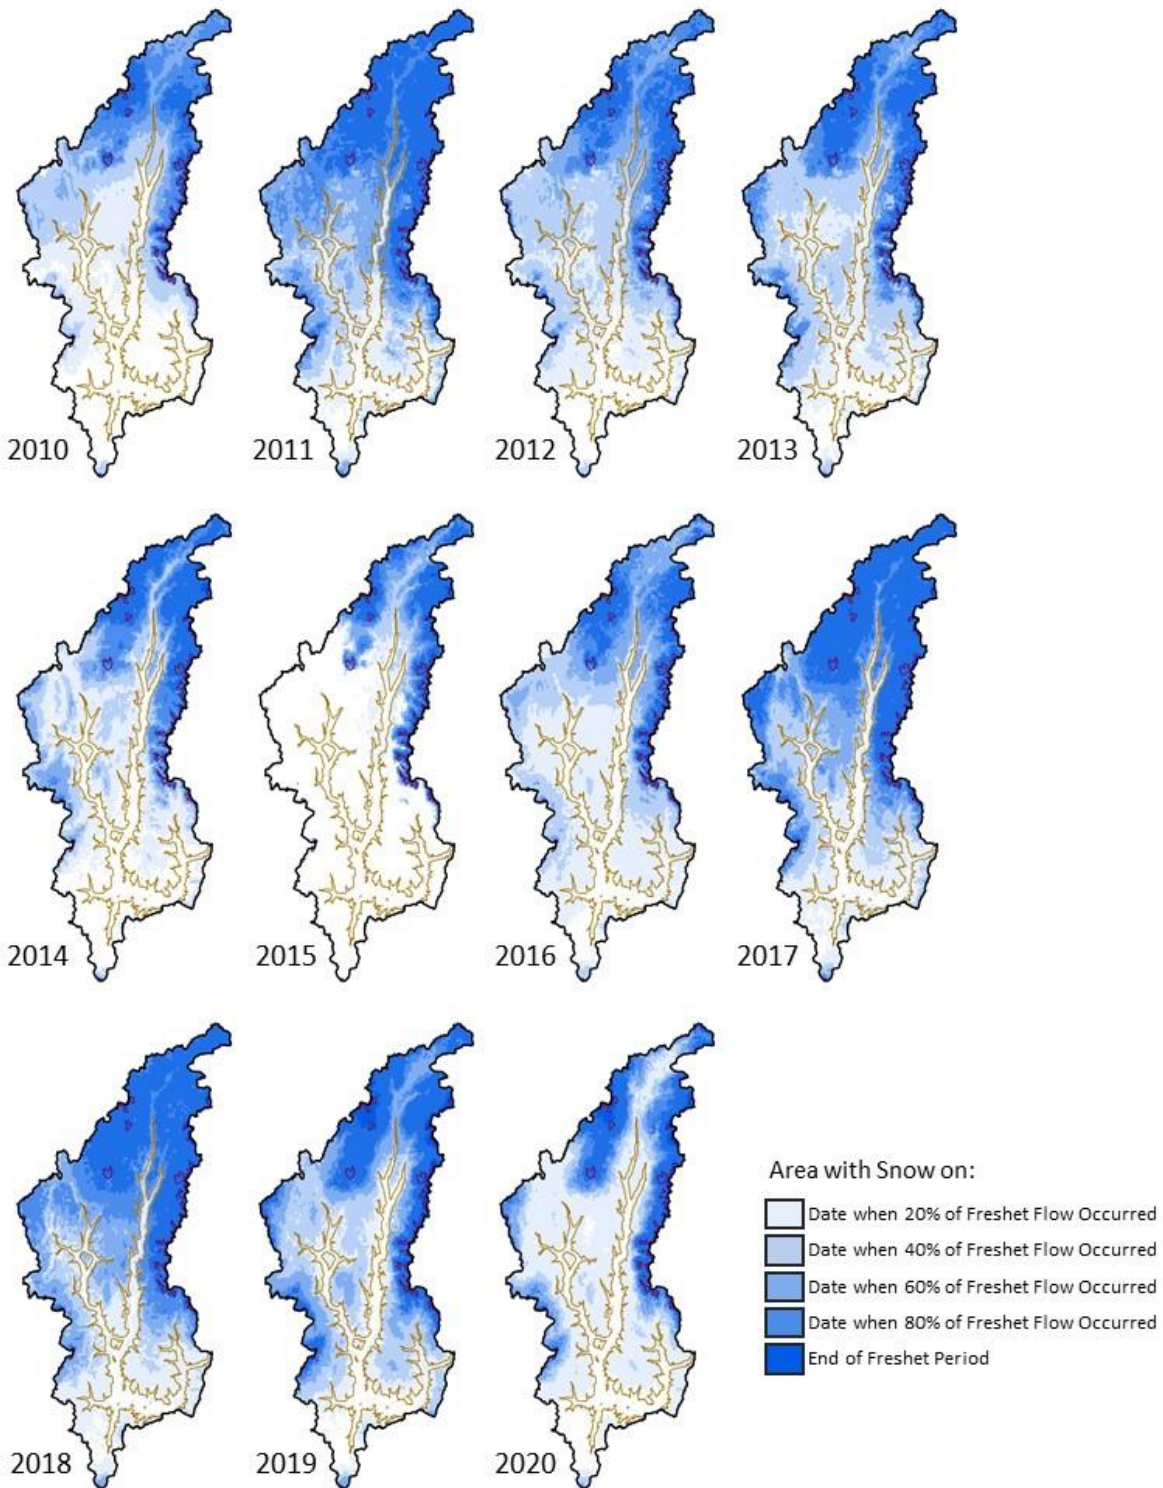 2010
2011
2012
2013
2014
2015
2016
2017
2018
2019
2020
Area with Snow on:
Date when 20% of Freshet Flow Occurred
Date when 40% of Freshet Flow Occurred
Date when 60% of Freshet Flow Occurred
Date when 80% of Freshet Flow Occurred
End of Freshet Period